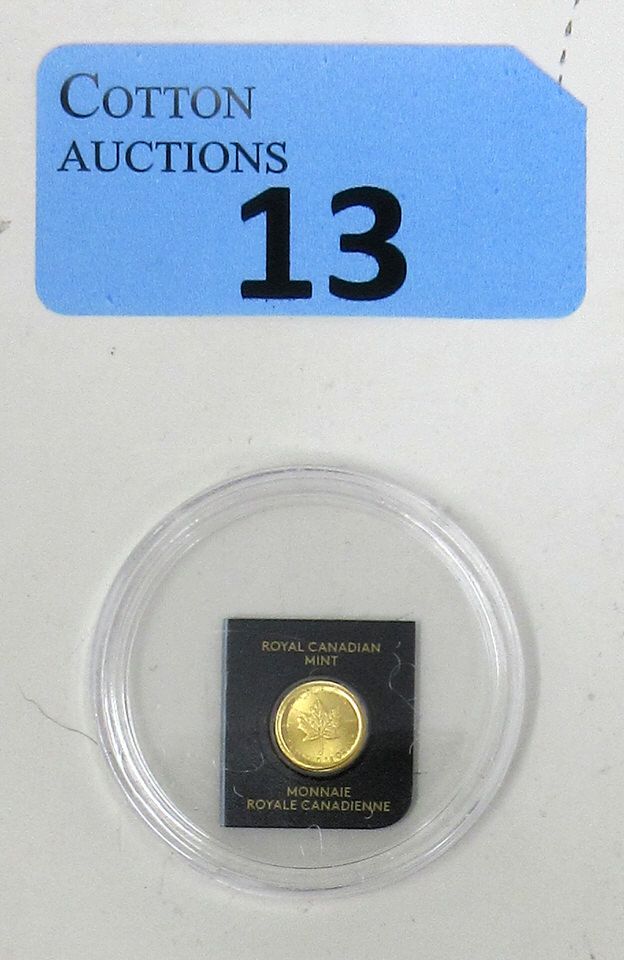 COTTON
AUCTIONS
13
ROYAL CANADIAN
MINT
MONNAIE
ROYALE CANADIENNE